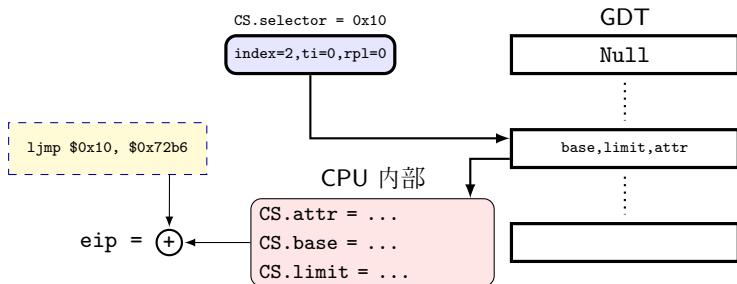 CS.selector = 0x10
index=2,ti=0,rpl=0
GDT
Null
ljmp $0x10, $0x72b6
base,limit,attr
CPU 内部
CS.attr = ...
CS.base = ...
CS.limit = ...
eip = +